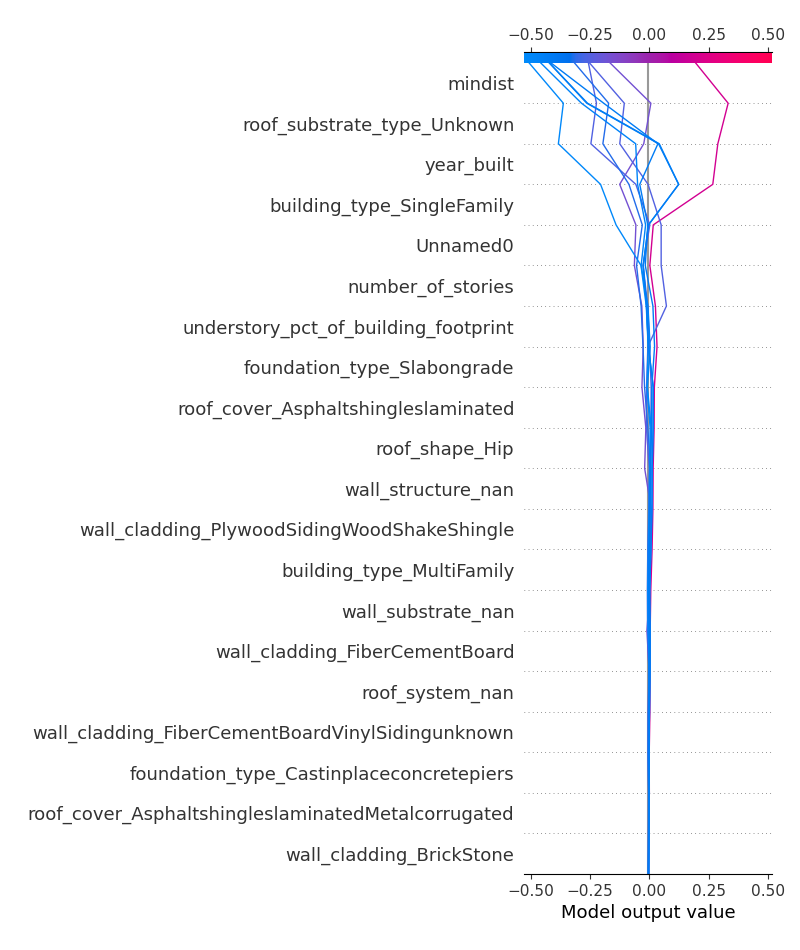 −0.50 −0.25 0.00 0.25 0.50
mindist
roof_substrate_type_Unknown
year_built
building_type_SingleFamily
Unnamed0
number_of_stories
understory_pct_of_building_footprint
foundation_type_Slabongrade
roof_cover_Asphaltshingleslaminated
roof_shape_Hip
wall_structure_nan
wall_cladding_PlywoodSidingWoodShakeShingle
building_type_MultiFamily
wall_substrate_nan
wall_cladding_FiberCementBoard
roof_system_nan
wall_cladding_FiberCementBoardVinylSidingunknown
foundation_type_Castinplaceconcretepiers
roof_cover_AsphaltshingleslaminatedMetalcorrugated
wall_cladding_BrickStone
−0.50 −0.25 0.00 0.25 0.50
Model output value